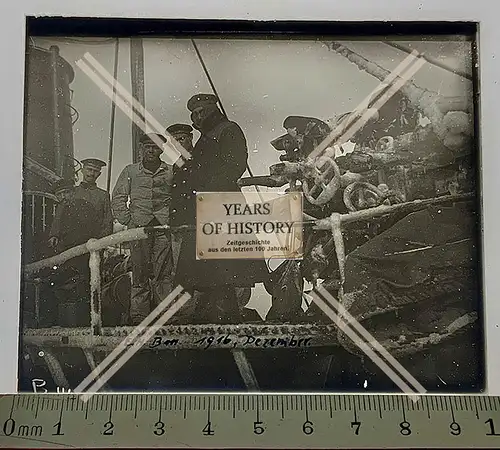 YEARS
OF HISTORY
Zeitgeschichte
aus den letzten 100 Jahren
1916, Dezember.
0mm 1 2 3 4 5 6 7 8 9 1